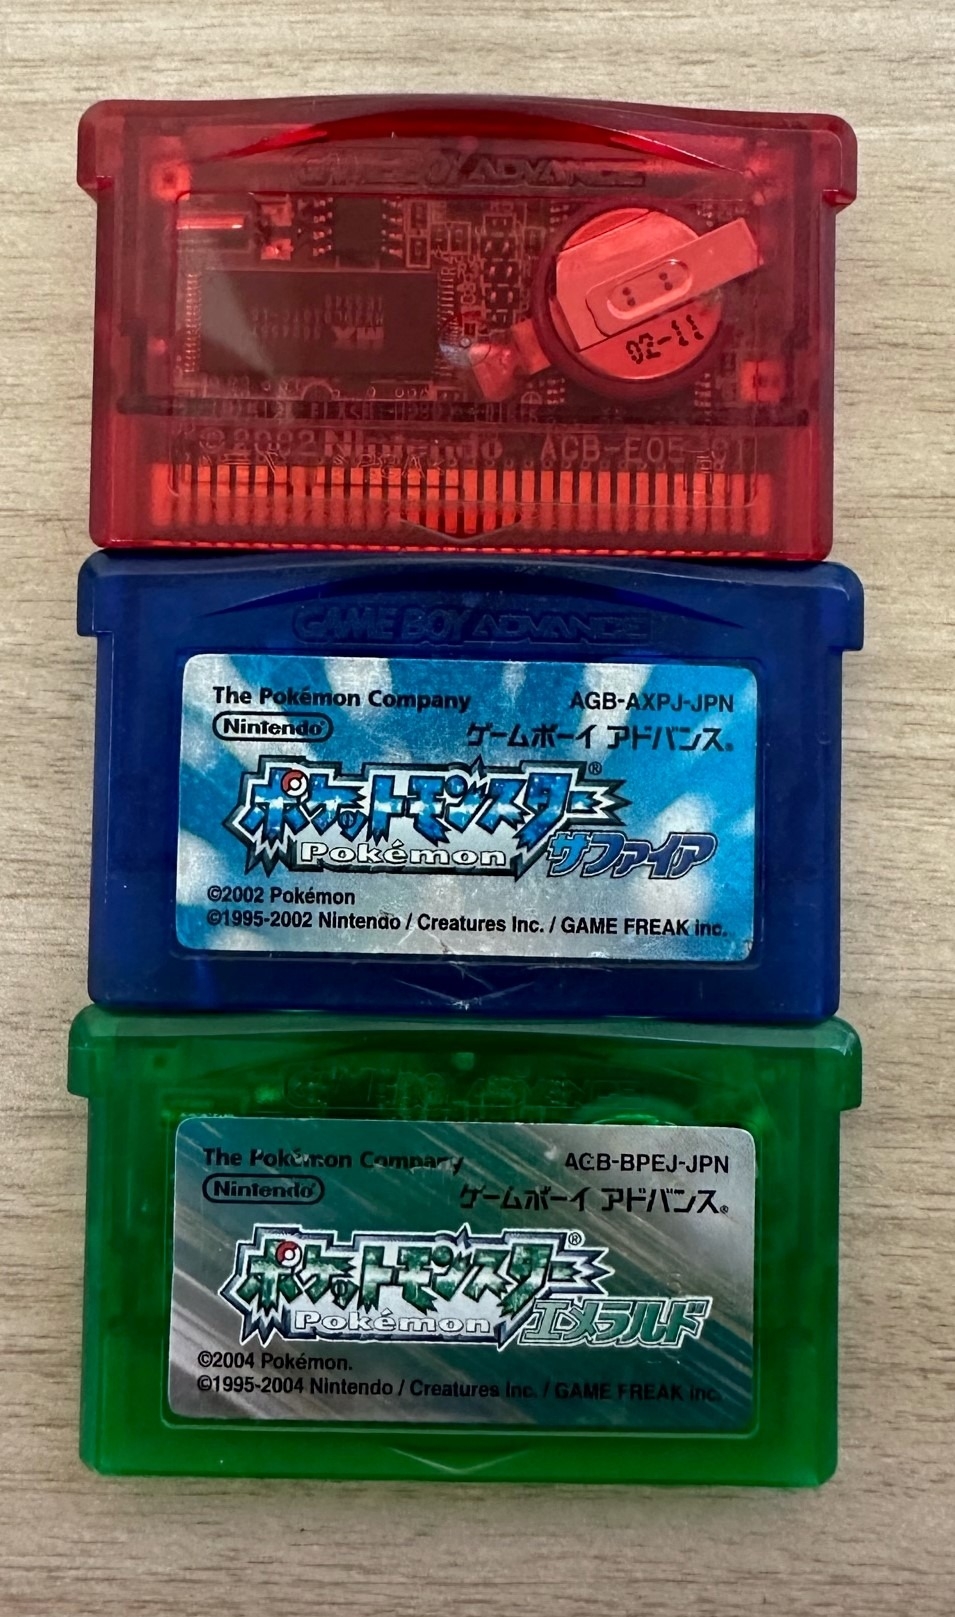 GAME BOY ADVANCE
02-11
©2002 Nintendo AGB-E05-01
GAME BOY ADVANCE
The Pokémon Company AGB-AXPJ-JPN
Nintendo ゲームボーイ アドバンス®
ポケットモンスター®
Pokémon サファイア
©2002 Pokémon
©1995-2002 Nintendo / Creatures Inc. / GAME FREAK inc.
The Pokémon Company AGB-BPEJ-JPN
Nintendo ゲームボーイ アドバンス®
ポケットモンスター®
Pokémon エメラルド
©2004 Pokémon.
©1995-2004 Nintendo / Creatures Inc. / GAME FREAK inc.